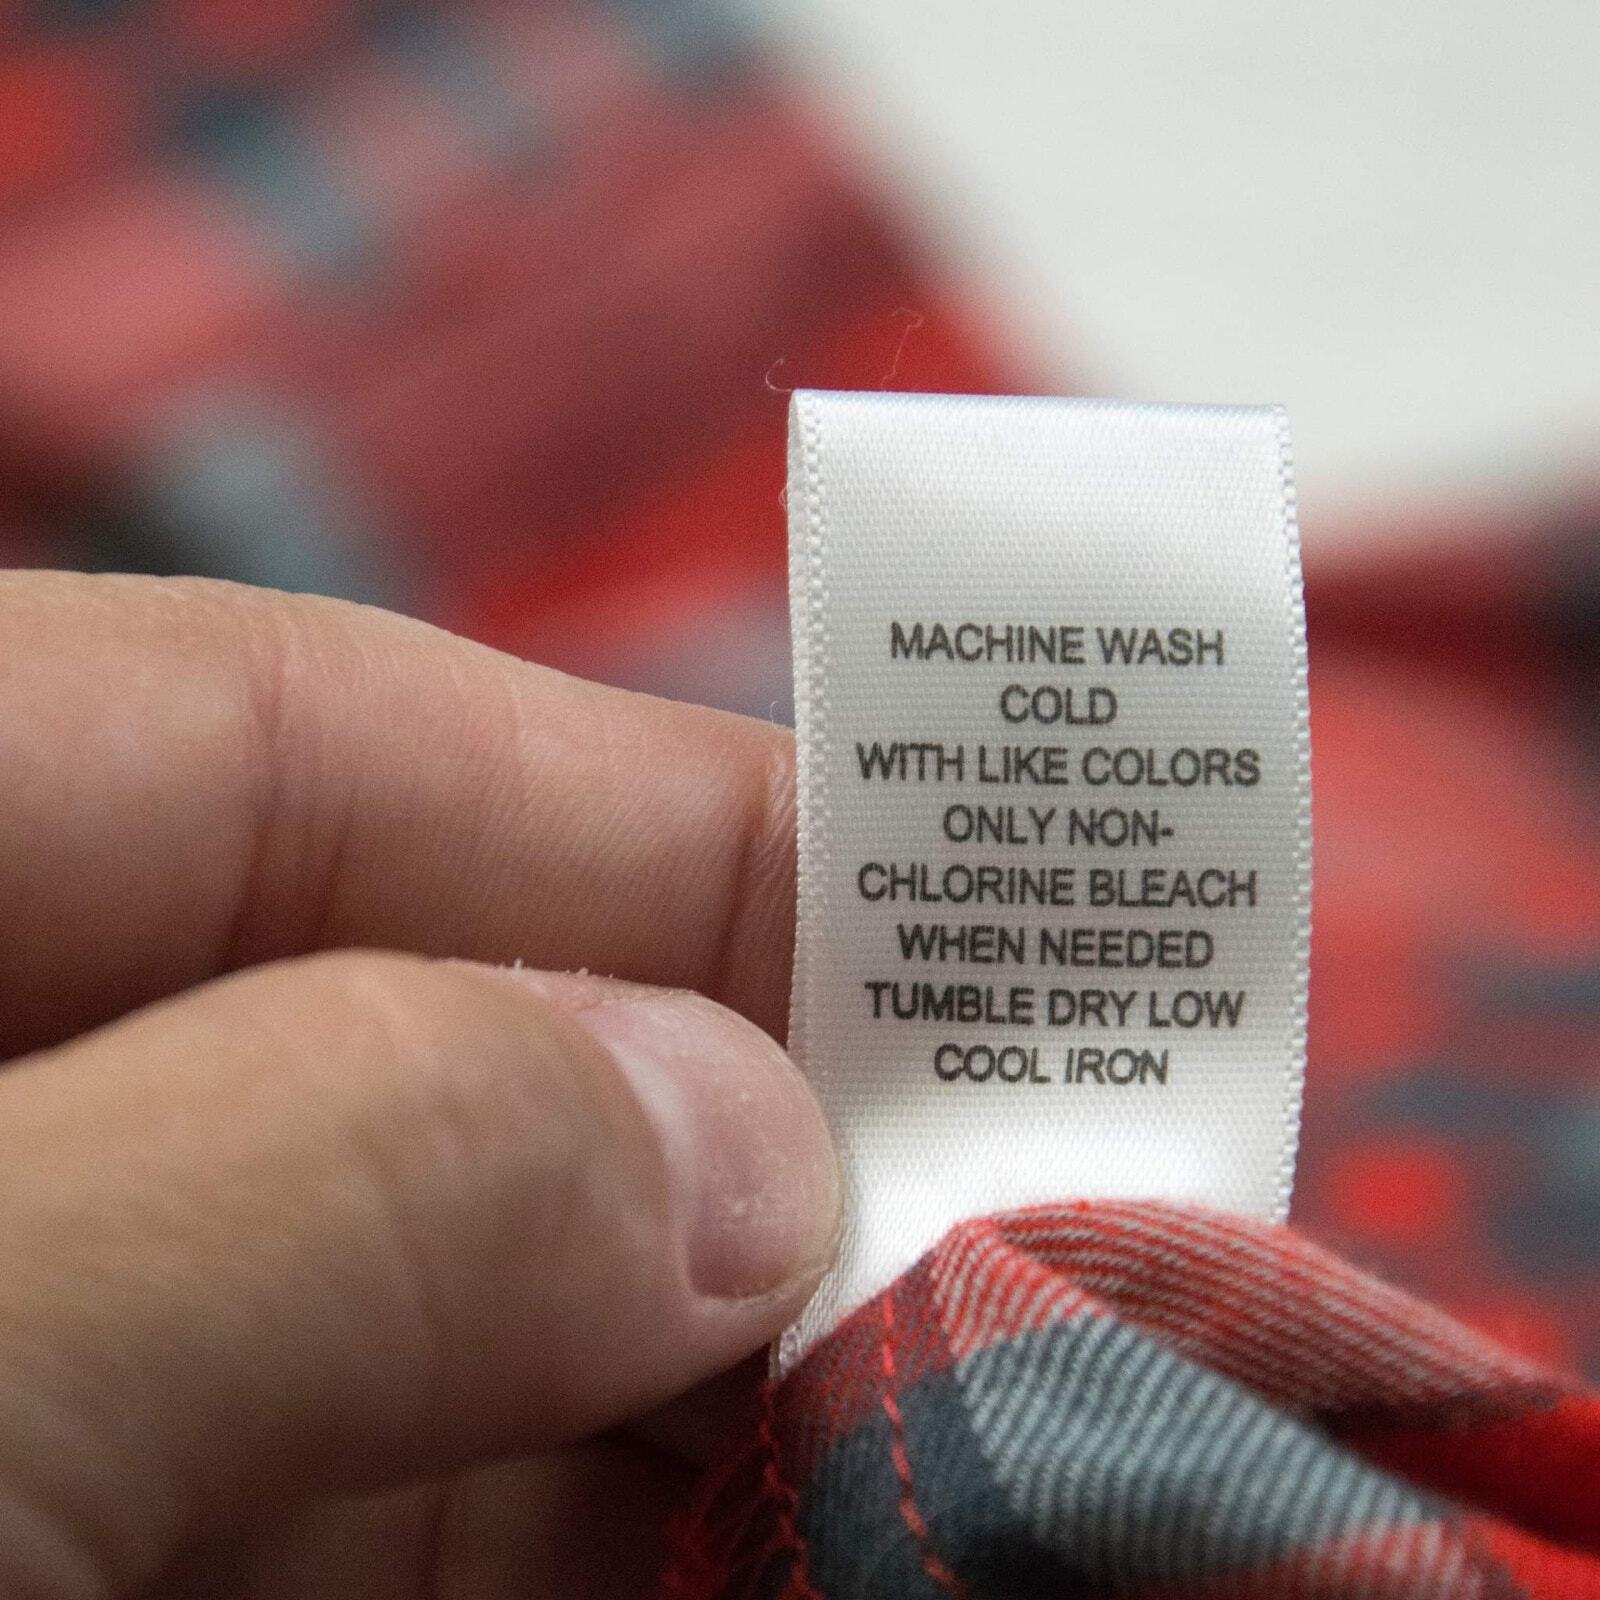 MACHINE WASH
COLD
WITH LIKE COLORS
ONLY NON-
CHLORINE BLEACH
WHEN NEEDED
TUMBLE DRY LOW
COOL IRON